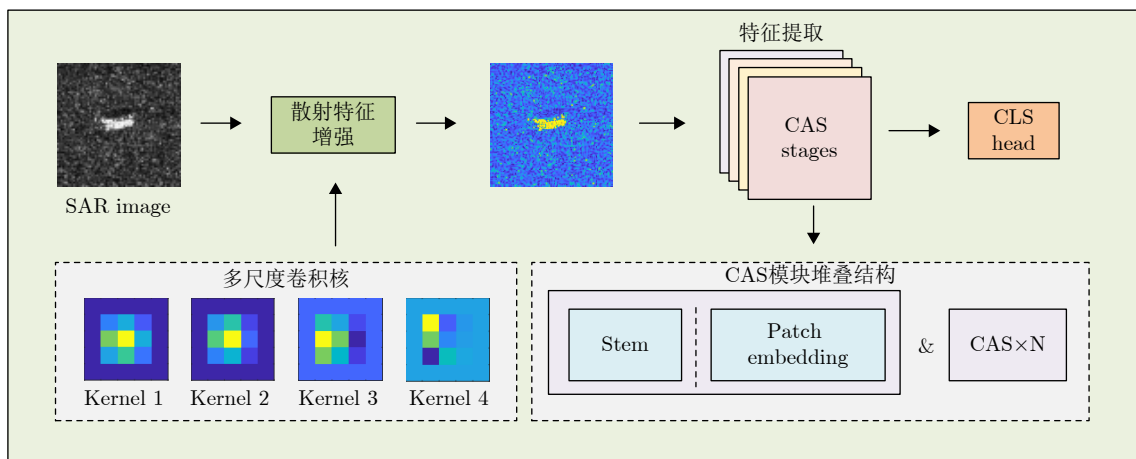 特征提取
散射特征
增强
CAS
stages
CLS
head
SAR image
多尺度卷积核
Kernel 1
Kernel 2
Kernel 3
Kernel 4
CAS模块堆叠结构
Stem
Patch
embedding
&
CAS×N